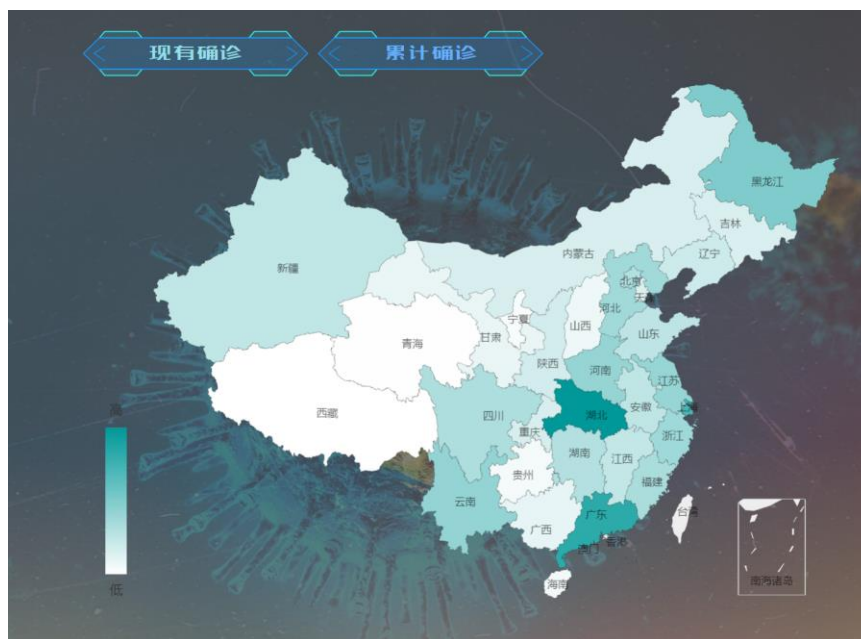 现有确诊
累计确诊
黑龙江
吉林
辽宁
内蒙古
新疆
北京
天津
河北
宁夏
山西
山东
青海
甘肃
陕西
河南
江苏
西藏
四川
湖北
安徽
上海
重庆
浙江
湖南
江西
贵州
福建
云南
广东
台湾
广西
澳门
香港
海南
南海诸岛
高
低